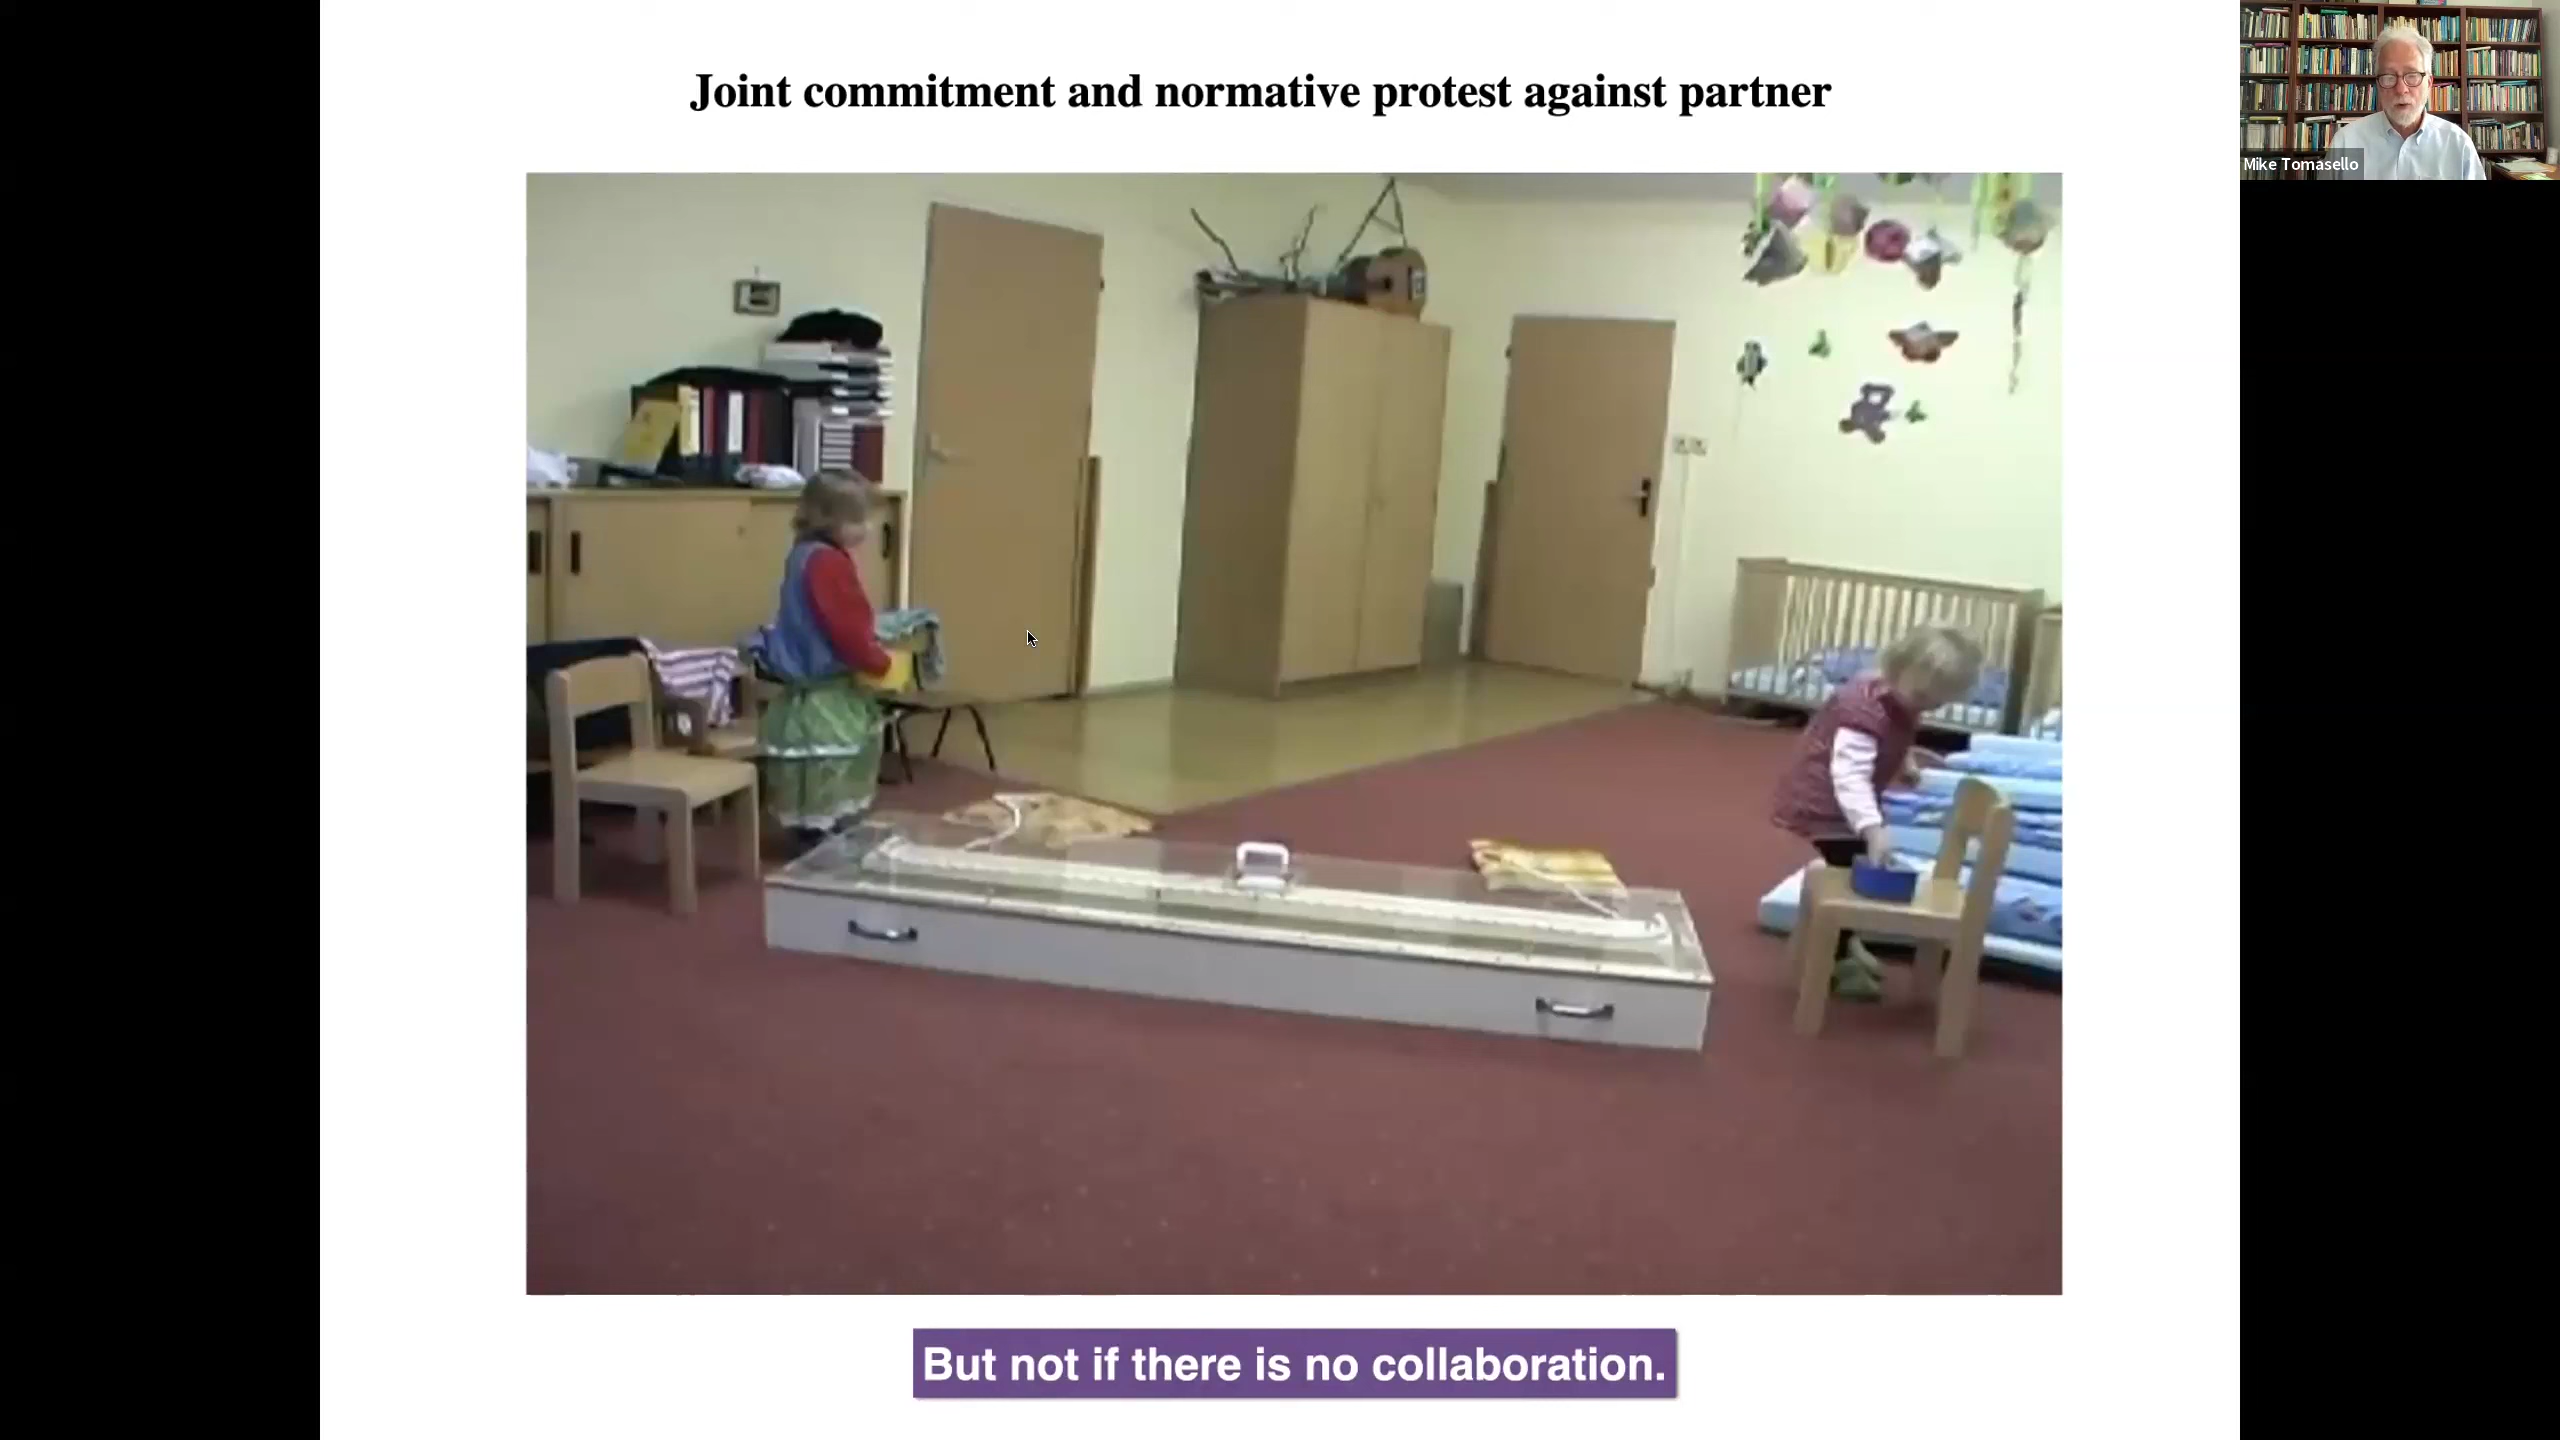 Joint commitment and normative protest against partner
Mike Tomasello
But not if there is no collaboration.